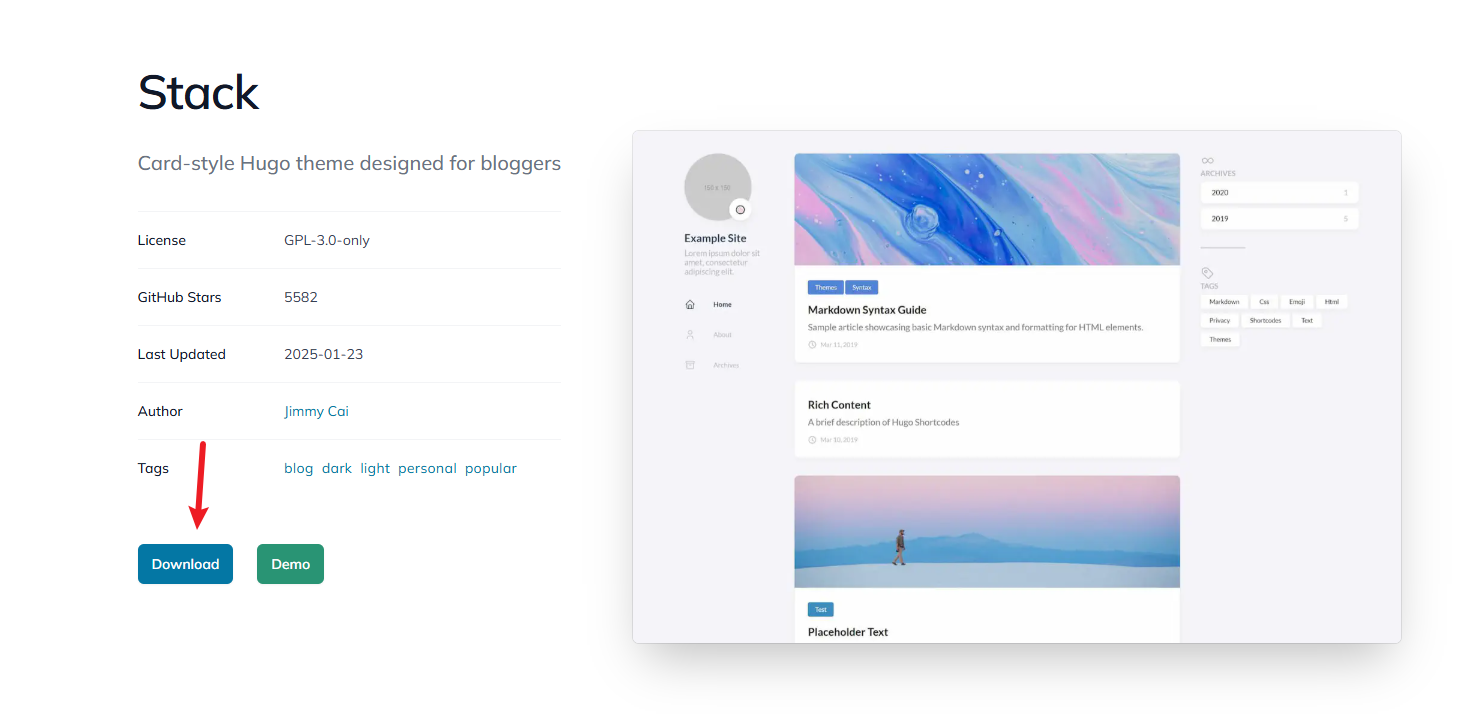 Stack
Card-style Hugo theme designed for bloggers
License GPL-3.0-only
GitHub Stars 5582
Last Updated 2025-01-23
Author Jimmy Cai
Tags blog dark light personal popular
Download Demo
150 x 150
Example Site
Lorem ipsum dolor sit
amet, consectetur
adipiscing elit.
Home
About
Archives
Themes Syntax
Markdown Syntax Guide
Sample article showcasing basic Markdown syntax and formatting for HTML elements.
Mar 11, 2019
Rich Content
A brief description of Hugo Shortcodes
Mar 10, 2019
Test
Placeholder Text
ARCHIVES
2020 1
2019 5
TAGS
Markdown Css Emoji Html
Privacy Shortcodes Text
Themes